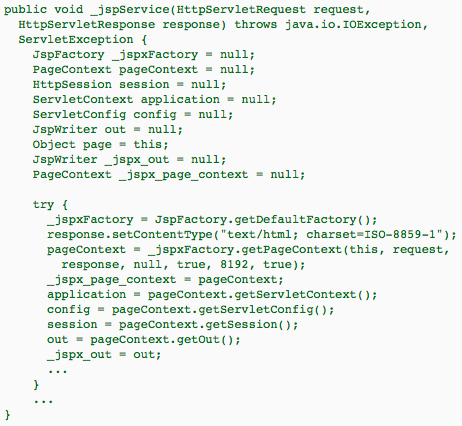 public void _jspService(HttpServletRequest request,
HttpServletResponse response) throws java.io.IOException,
ServletException {
JspFactory _jspxFactory = null;
PageContext pageContext = null;
HttpSession session = null;
ServletContext application = null;
ServletConfig config = null;
JspWriter out = null;
Object page = this;
JspWriter _jspx_out = null;
PageContext _jspx_page_context = null;
try {
_jspxFactory = JspFactory.getDefaultFactory();
response.setContentType("text/html; charset=ISO-8859-1");
pageContext = _jspxFactory.getPageContext(this, request,
response, null, true, 8192, true);
_jspx_page_context = pageContext;
application = pageContext.getServletContext();
config = pageContext.getServletConfig();
session = pageContext.getSession();
out = pageContext.getOut();
_jspx_out = out;
...
}
...
}